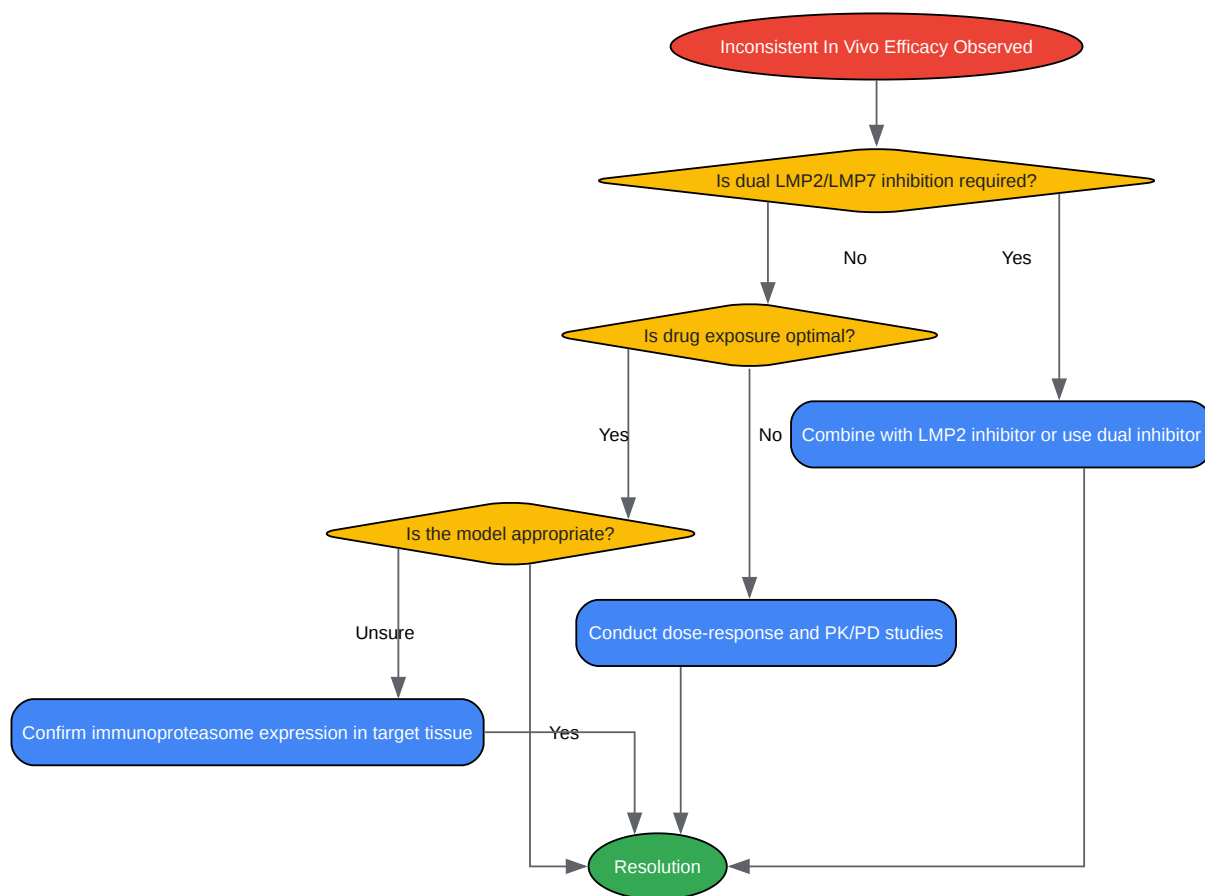 Inconsistent In Vivo Efficacy Observed
Is dual LMP2/LMP7 inhibition required?
No
Yes
Is drug exposure optimal?
Yes
No
Combine with LMP2 inhibitor or use dual inhibitor
Is the model appropriate?
Unsure
Conduct dose-response and PK/PD studies
Confirm immunoproteasome expression in target tissue
Yes
Resolution